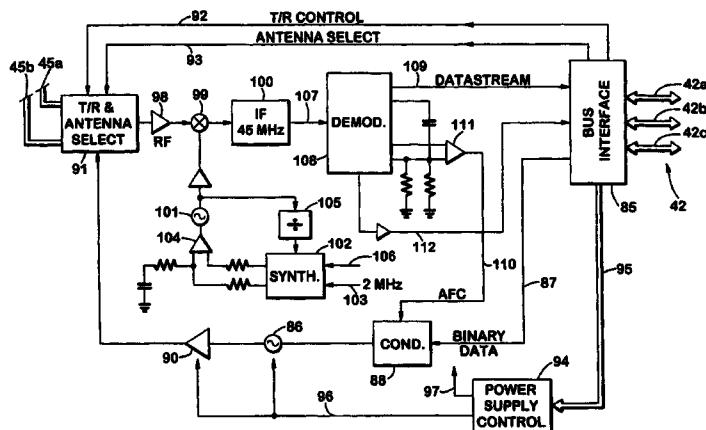 92
T/R CONTROL
ANTENNA SELECT
93
45b
45a
98
99
100
107
109
DATASTREAM
42a
42b
42c
T/R &
ANTENNA
SELECT
91
RF
IF
45 MHz
DEMOD.
108
111
BUS
INTERFACE
85
42
101
105
÷
104
102
106
SYNTH.
2 MHz
103
112
110
87
95
AFC
86
90
COND.
88
BINARY
DATA
97
94
96
POWER
SUPPLY
CONTROL